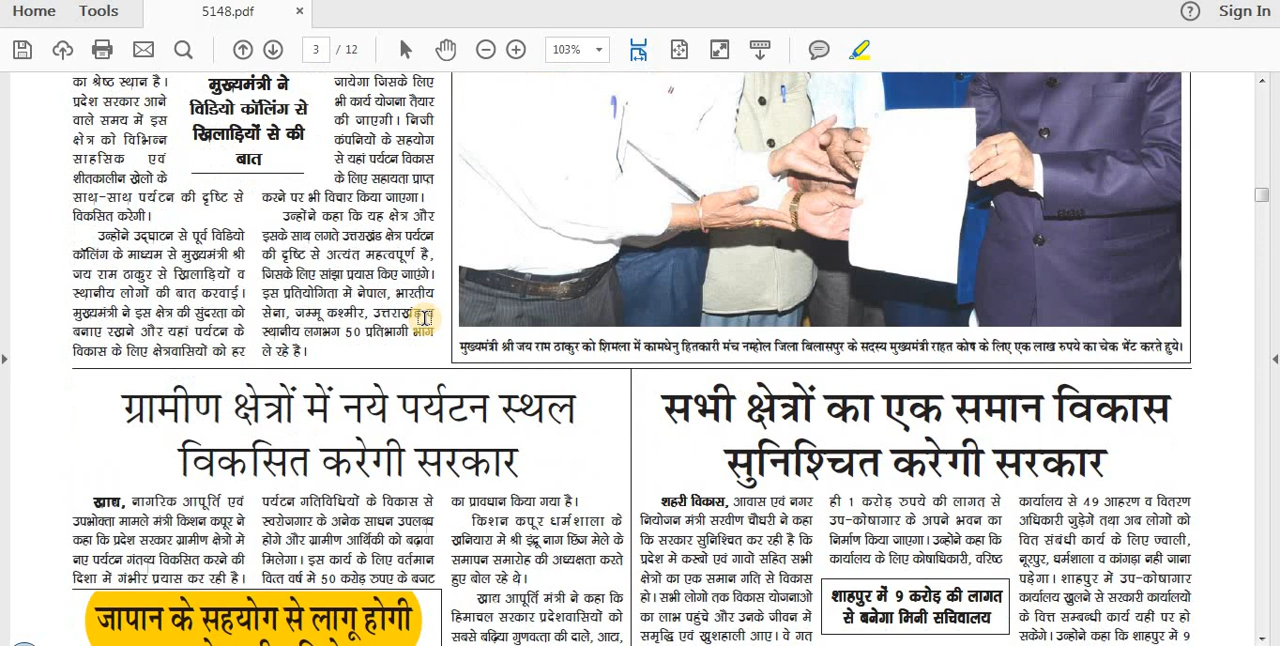 Home Tools 5148.pdf × ? Sign In
3 / 12 103%
का श्रेष्ठ स्थान है।
प्रदेश सरकार आने
वाले समय में इस
क्षेत्र को विभिन्न
साहसिक एवं
शीतकालीन खेलो के
साथ-साथ पर्यटन की दृष्टि से
विकसित करेगी।
उन्होंने उद्घाटन से पूर्व विडियो
कॉलिंग के माध्यम से मुख्यमंत्री श्री
जय राम ठाकुर से खिलाड़ियों व
स्थानीय लोगों की बात करवाई।
मुख्यमंत्री ने इस क्षेत्र की सुंदरता को
बनाए रखने और यहां पर्यटन के
विकास के लिए क्षेत्रवासियों को हर
मुख्यमंत्री ने
विडियो कॉलिंग से
खिलाड़ियों से की
बात
जायेगा जिसके लिए
भी कार्य योजना तैयार
की जाएगी। निजी
कंपनियों के सहयोग
से यहां पर्यटन विकास
के लिए सहायता प्राप्त
करने पर भी विचार किया जाएगा।
उन्होंने कहा कि यह क्षेत्र और
इसके साथ लगते उत्तराखंड क्षेत्र पर्यटन
की दृष्टि से अत्यंत महत्वपूर्ण है,
जिसके लिए सांझा प्रयास किए जाएंगे।
इस प्रतियोगिता में नेपाल, भारतीय
सेना, जम्मू कश्मीर, उत्तराखंड व
स्थानीय लगभग 50 प्रतिभागी भाग
ले रहे हैं।
मुख्यमंत्री श्री जय राम ठाकुर को शिमला में कामधेनु हितकारी मंच नम्होल जिला बिलासपुर के सदस्य मुख्यमंत्री राहत कोष के लिए एक लाख रुपये का चेक भेंट करते हुये।
ग्रामीण क्षेत्रों में नये पर्यटन स्थल
विकसित करेगी सरकार
खाद्य, नागरिक आपूर्ति एवं
उपभोक्ता मामले मंत्री किशन कपूर ने
कहा कि प्रदेश सरकार ग्रामीण क्षेत्रों में
नए पर्यटन गंतव्य विकसित करने की
दिशा में गंभीर प्रयास कर रही है।
जापान के सहयोग से लागू होगी
पर्यटन गतिविधियों के विकास से
स्वरोजगार के अनेक साधन उपलब्ध
होंगे और ग्रामीण आर्थिकी को बढ़ावा
मिलेगा। इस कार्य के लिए वर्तमान
वित्त वर्ष में 50 करोड़ रुपए के बजट
का प्रावधान किया गया है।
किशन कपूर धर्मशाला के
खनियारा में श्री इंद्रू नाग छिंज मेले के
समापन समारोह की अध्यक्षता करते
हुए बोल रहे थे।
खाद्य आपूर्ति मंत्री ने कहा कि
हिमाचल सरकार प्रदेशवासियों को
सबसे बढ़िया गुणवत्ता की दाले, आटा,
सभी क्षेत्रों का एक समान विकास
सुनिश्चित करेगी सरकार
शहरी विकास, आवास एवं नगर
नियोजन मंत्री सरवीण चौधरी ने कहा
कि सरकार सुनिश्चित कर रही है कि
प्रदेश में कस्बो एवं गावों सहित सभी
क्षेत्रों का एक समान गति से विकास
हो। सभी लोगों तक विकास योजनाओ
का लाभ पहुंचे और उनके जीवन में
समृद्धि एवं खुशहाली आए। वे गत
ही 1 करोड़ रुपये की लागत से
उप-कोषागार के अपने भवन का
निर्माण किया जाएगा। उन्होंने कहा कि
कार्यालय के लिए कोषाधिकारी, वरिष्ठ
शाहपुर में 9 करोड़ की लागत
से बनेगा मिनी सचिवालय
कार्यालय से 49 आहरण व वितरण
अधिकारी जुड़ेगें तथा अब लोगों को
वित संबंधी कार्य के लिए ज्वाली,
नूरपुर, धर्मशाला व कांगड़ा नही जाना
पड़ेगा। शाहपुर में उप-कोषागार
कार्यालय खुलने से सरकारी कार्यालयों
के वित्त सम्बन्धी कार्य यहीं पर हो
सकेगें। उन्होंने कहा कि शाहपुर में 9